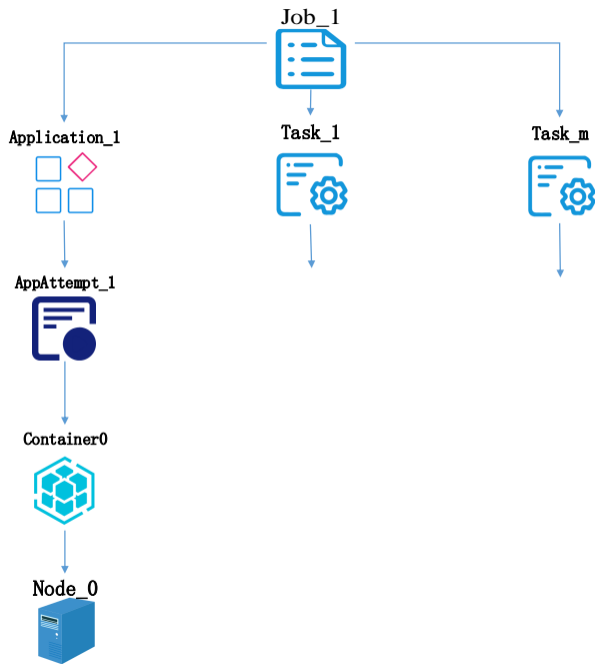 Job_1
Application_1
Task_1
Task_m
AppAttempt_1
Container0
Node_0